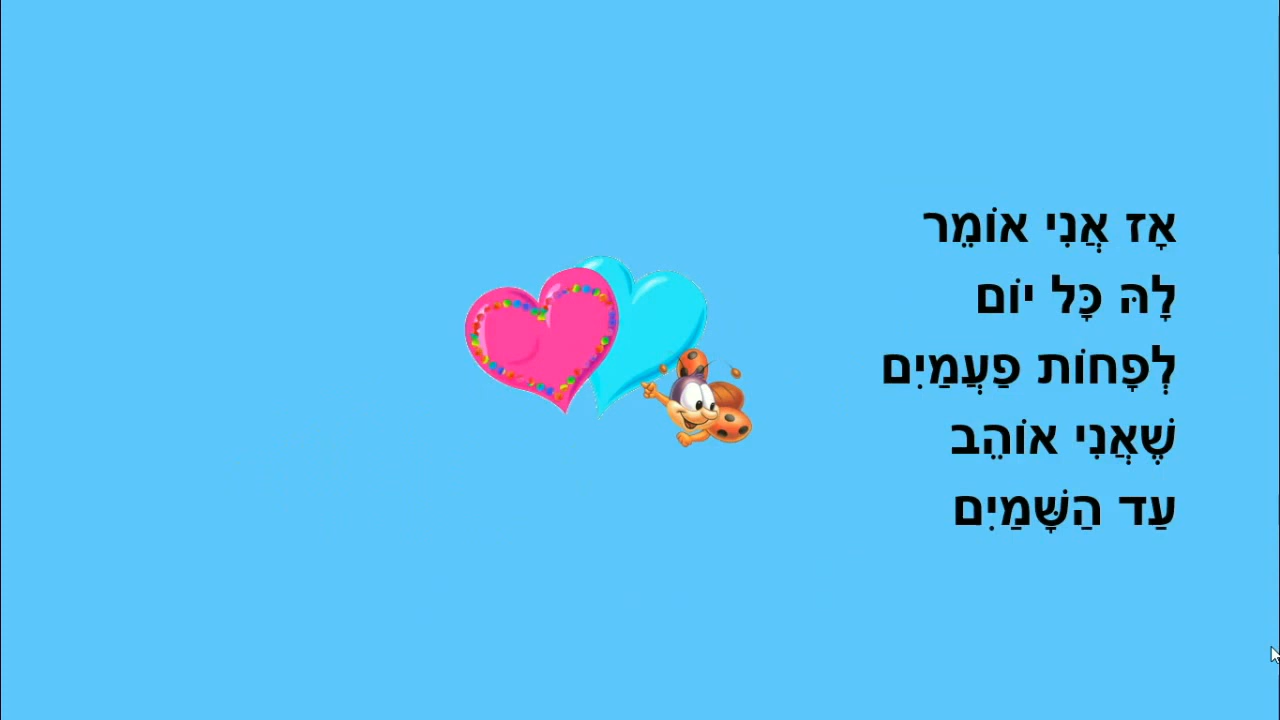 אָז אֲנִי אוֹמֵר
לָהּ כָּל יוֹם
לְפָחוֹת פַּעֲמַיִם
שֶׁאֲנִי אוֹהֵב
עַד הַשָּׁמַיִם